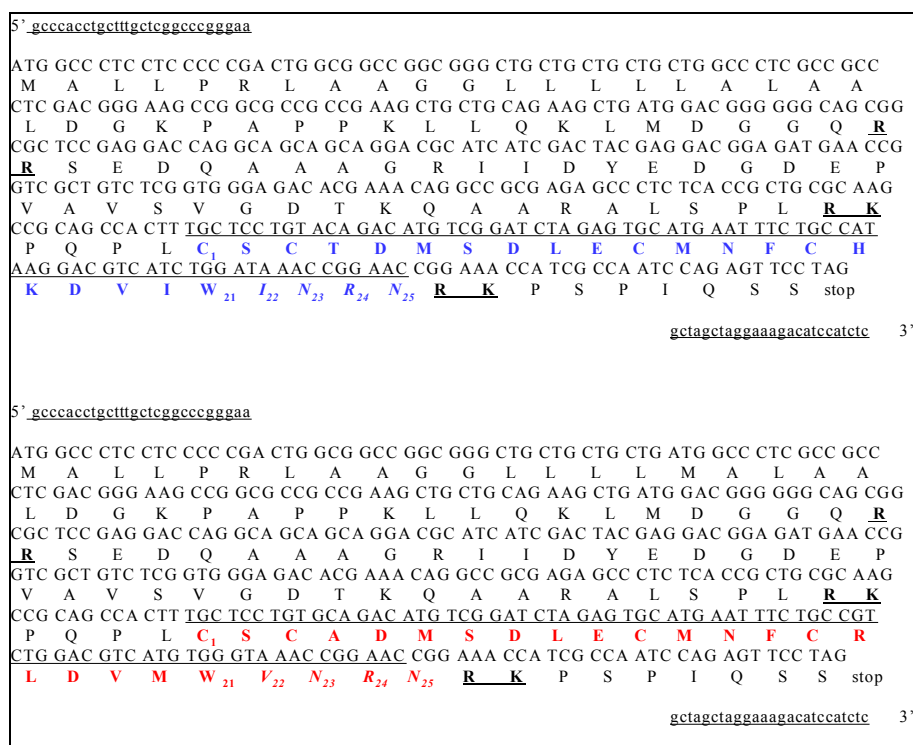 5' gcccacctgctttgctcggcccgggaa
ATG GCC CTC CTC CCC CGA CTG GCG GCC GGC GGG CTG CTG CTG CTG CTG GCC CTC GCC GCC
M A L L P R L A A G G L L L L L A L A A
CTC GAC GGG AAG CCG GCG CCG CCG AAG CTG CTG CAG AAG CTG ATG GAC GGG GGG CAG CGG
L D G K P A P P K L L Q K L M D G G Q R
CGC TCC GAG GAC CAG GCA GCA GCA GGA CGC ATC ATC GAC TAC GAG GAC GGA GAT GAA CCG
R S E D Q A A A G R I I D Y E D G D E P
GTC GCT GTC TCG GTG GGA GAC ACG AAA CAG GCC GCG AGA GCC CTC TCA CCG CTG CGC AAG
V A V S V G D T K Q A A R A L S P L R K
CCG CAG CCA CTT TGC TCC TGT ACA GAC ATG TCG GAT CTA GAG TGC ATG AAT TTC TGC CAT
P Q P L C1 S C T D M S D L E C M N F C H
AAG GAC GTC ATC TGG ATA AAC CGG AAC CGG AAA CCA TCG CCA ATC CAG AGT TCC TAG
K D V I W 21 I22 N23 R24 N25 R K P S P I Q S S stop
gctagctaggaaagacatccatctc 3'
5' gcccacctgctttgctcggcccgggaa
ATG GCC CTC CTC CCC CGA CTG GCG GCC GGC GGG CTG CTG CTG CTG ATG GCC CTC GCC GCC
M A L L P R L A A G G L L L L M A L A A
CTC GAC GGG AAG CCG GCG CCG CCG AAG CTG CTG CAG AAG CTG ATG GAC GGG GGG CAG CGG
L D G K P A P P K L L Q K L M D G G Q R
CGC TCC GAG GAC CAG GCA GCA GCA GGA CGC ATC ATC GAC TAC GAG GAC GGA GAT GAA CCG
R S E D Q A A A G R I I D Y E D G D E P
GTC GCT GTC TCG GTG GGA GAC ACG AAA CAG GCC GCG AGA GCC CTC TCA CCG CTG CGC AAG
V A V S V G D T K Q A A R A L S P L R K
CCG CAG CCA CTT TGC TCC TGT GCA GAC ATG TCG GAT CTA GAG TGC ATG AAT TTC TGC CGT
P Q P L C1 S C A D M S D L E C M N F C R
CTG GAC GTC ATG TGG GTA AAC CGG AAC CGG AAA CCA TCG CCA ATC CAG AGT TCC TAG
L D V M W 21 V22 N23 R24 N25 R K P S P I Q S S stop
gctagctaggaaagacatccatctc 3'